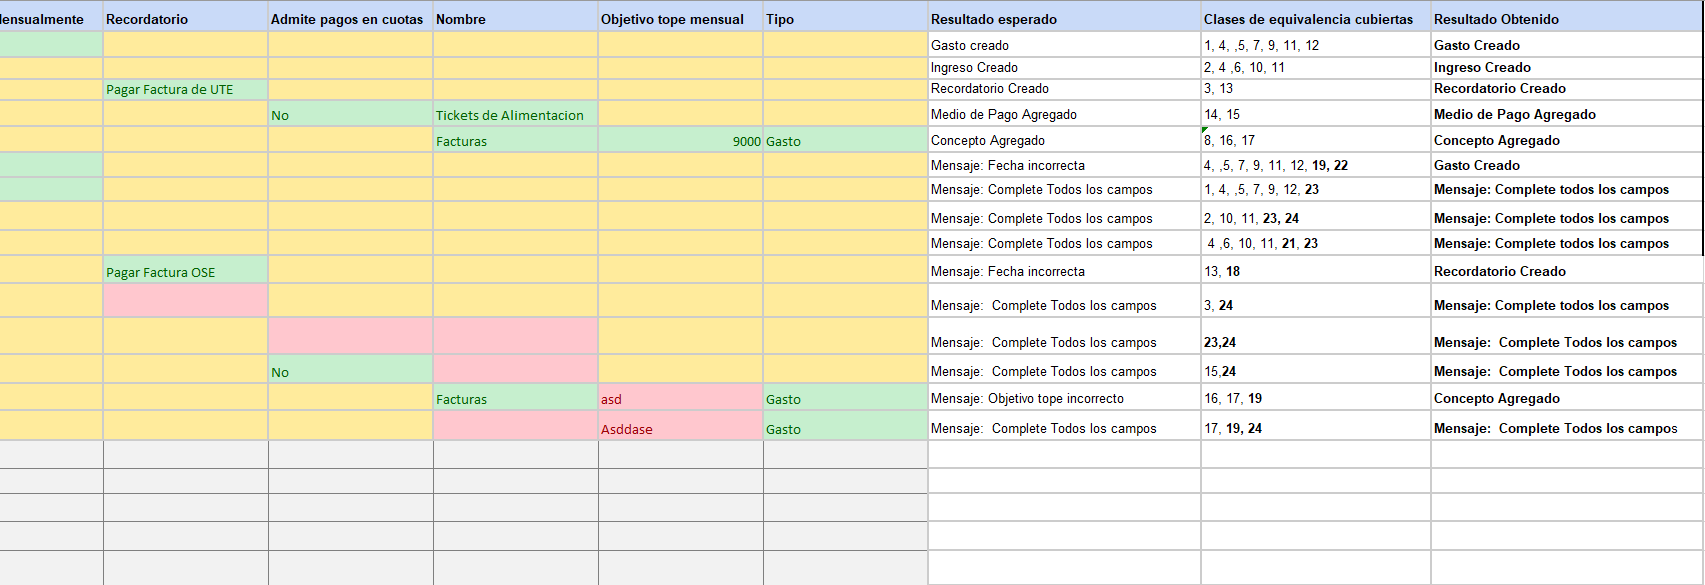 Mensualmente Recordatorio Admite pagos en cuotas Nombre Objetivo tope mensual Tipo Resultado esperado Clases de equivalencia cubiertas Resultado Obtenido
Gasto creado 1, 4, ,5, 7, 9, 11, 12 Gasto Creado
Ingreso Creado 2, 4 ,6, 10, 11 Ingreso Creado
Pagar Factura de UTE Recordatorio Creado 3, 13 Recordatorio Creado
No Tickets de Alimentacion Medio de Pago Agregado 14, 15 Medio de Pago Agregado
Facturas 9000 Gasto Concepto Agregado 8, 16, 17 Concepto Agregado
Mensaje: Fecha incorrecta 4, ,5, 7, 9, 11, 12, 19, 22 Gasto Creado
Mensaje: Complete Todos los campos 1, 4, ,5, 7, 9, 12, 23 Mensaje: Complete todos los campos
Mensaje: Complete Todos los campos 2, 10, 11, 23, 24 Mensaje: Complete todos los campos
Mensaje: Complete Todos los campos 4 ,6, 10, 11, 21, 23 Mensaje: Complete todos los campos
Pagar Factura OSE Mensaje: Fecha incorrecta 13, 18 Recordatorio Creado
Mensaje:  Complete Todos los campos 3, 24 Mensaje: Complete todos los campos
Mensaje:  Complete Todos los campos 23,24 Mensaje:  Complete Todos los campos
No Mensaje:  Complete Todos los campos 15,24 Mensaje:  Complete Todos los campos
Facturas asd Gasto Mensaje: Objetivo tope incorrecto 16, 17, 19 Concepto Agregado
Asddase Gasto Mensaje:  Complete Todos los campos 17, 19, 24 Mensaje:  Complete Todos los campos